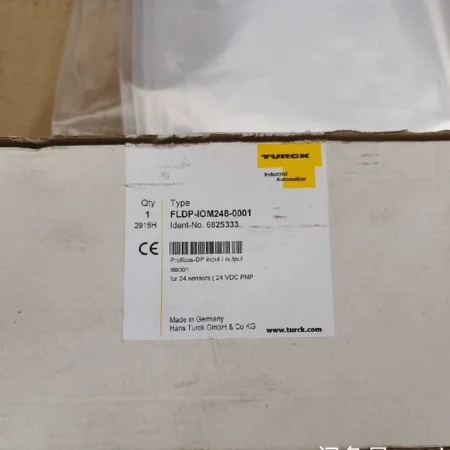 TURCK
Industrial
Automation
Qty Type
1 FLDP-IOM248-0001
2915H Ident-No. 6825333
CE
Profibus-DP input / output
station
for 24 sensors ( 24 VDC PNP
Made in Germany
Hans Turck GmbH & Co KG
www.turck.com